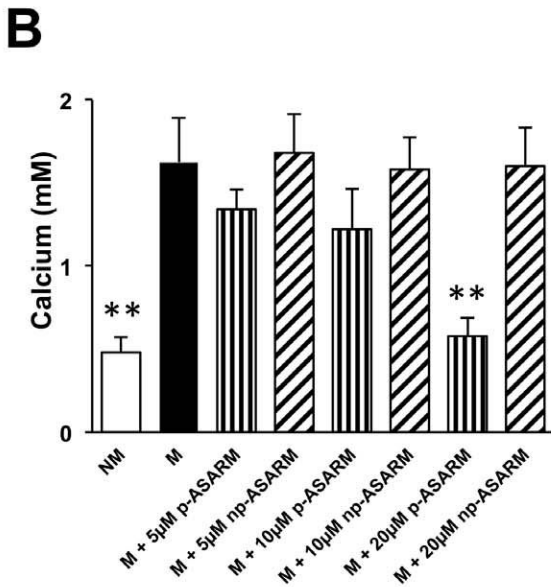 B
Calcium (mM)
2
1
0
**
**
NM
M
M + 5µM p-ASARM
M + 5µM np-ASARM
M + 10µM p-ASARM
M + 10µM np-ASARM
M + 20µM p-ASARM
M + 20µM np-ASARM